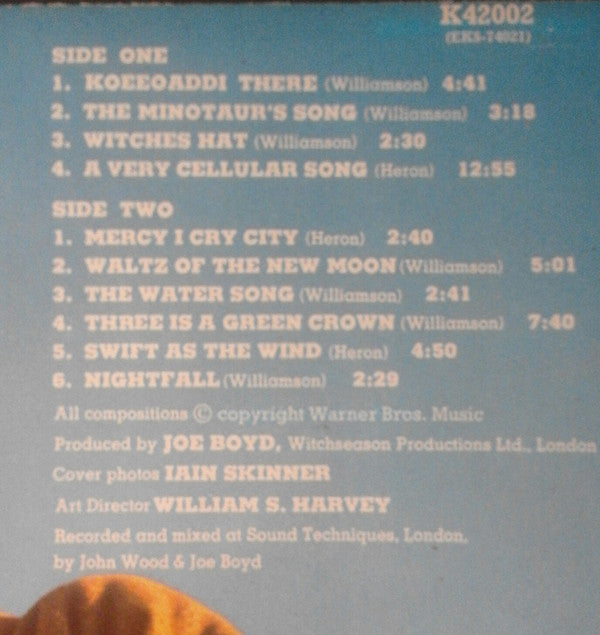 K42002
(EKS-74021)
SIDE ONE
1. KOEEOADDI THERE (Williamson) 4:41
2. THE MINOTAUR'S SONG (Williamson) 3:18
3. WITCHES HAT (Williamson) 2:30
4. A VERY CELLULAR SONG (Heron) 12:55
SIDE TWO
1. MERCY I CRY CITY (Heron) 2:40
2. WALTZ OF THE NEW MOON (Williamson) 5:01
3. THE WATER SONG (Williamson) 2:41
4. THREE IS A GREEN CROWN (Williamson) 7:40
5. SWIFT AS THE WIND (Heron) 4:50
6. NIGHTFALL (Williamson) 2:29
All compositions © copyright Warner Bros. Music
Produced by JOE BOYD, Witchseason Productions Ltd., London
Cover photos IAIN SKINNER
Art Director WILLIAM S. HARVEY
Recorded and mixed at Sound Techniques, London,
by John Wood & Joe Boyd